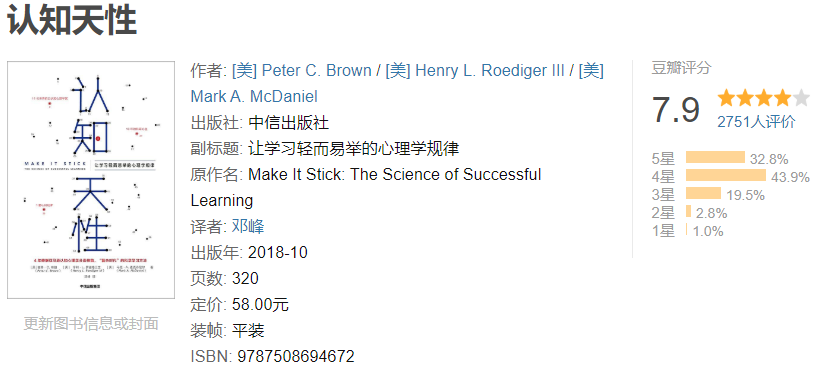 认知天性
作者: [美] Peter C. Brown / [美] Henry L. Roediger III / [美]
Mark A. McDaniel
出版社: 中信出版社
副标题: 让学习轻而易举的心理学规律
原作名: Make It Stick: The Science of Successful
Learning
译者: 邓峰
出版年: 2018-10
页数: 320
定价: 58.00元
装帧: 平装
ISBN: 9787508694672
豆瓣评分
7.9
2751人评价
5星 32.8%
4星 43.9%
3星 19.5%
2星 2.8%
1星 1.0%
认
知
MAKE IT STICK
让学习轻而易举的心理学规律
THE SCIENCE OF SUCCESSFUL LEARNING
天
性
中信出版集团
更新图书信息或封面